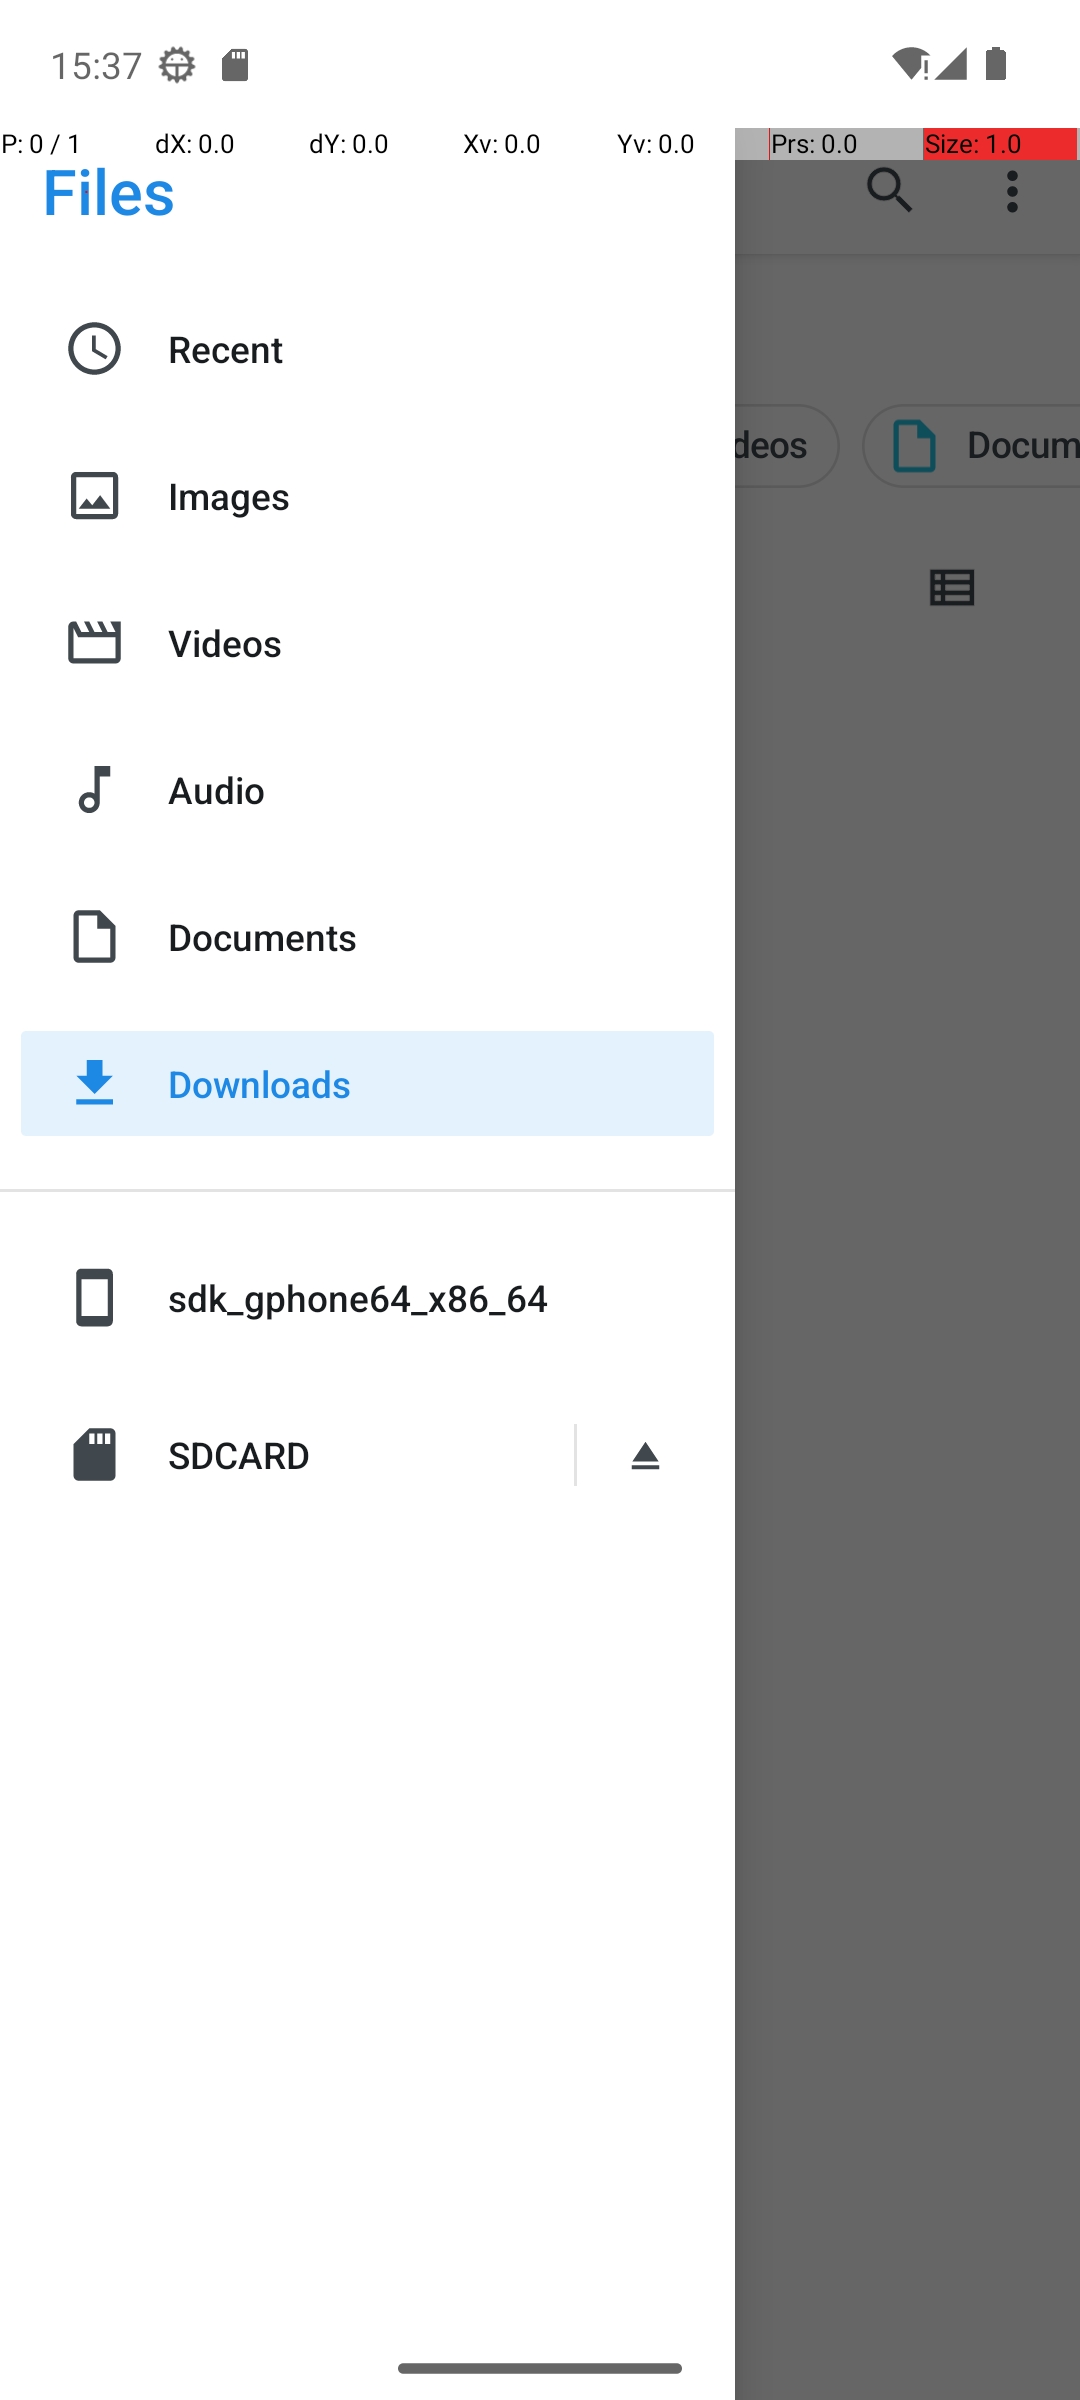 15:37
P: 0 / 1 dX: 0.0 dY: 0.0 Xv: 0.0 Yv: 0.0 Prs: 0.0 Size: 1.0
Files
Recent
deos Docum
Images
Videos
Audio
Documents
Downloads
sdk_gphone64_x86_64
SDCARD